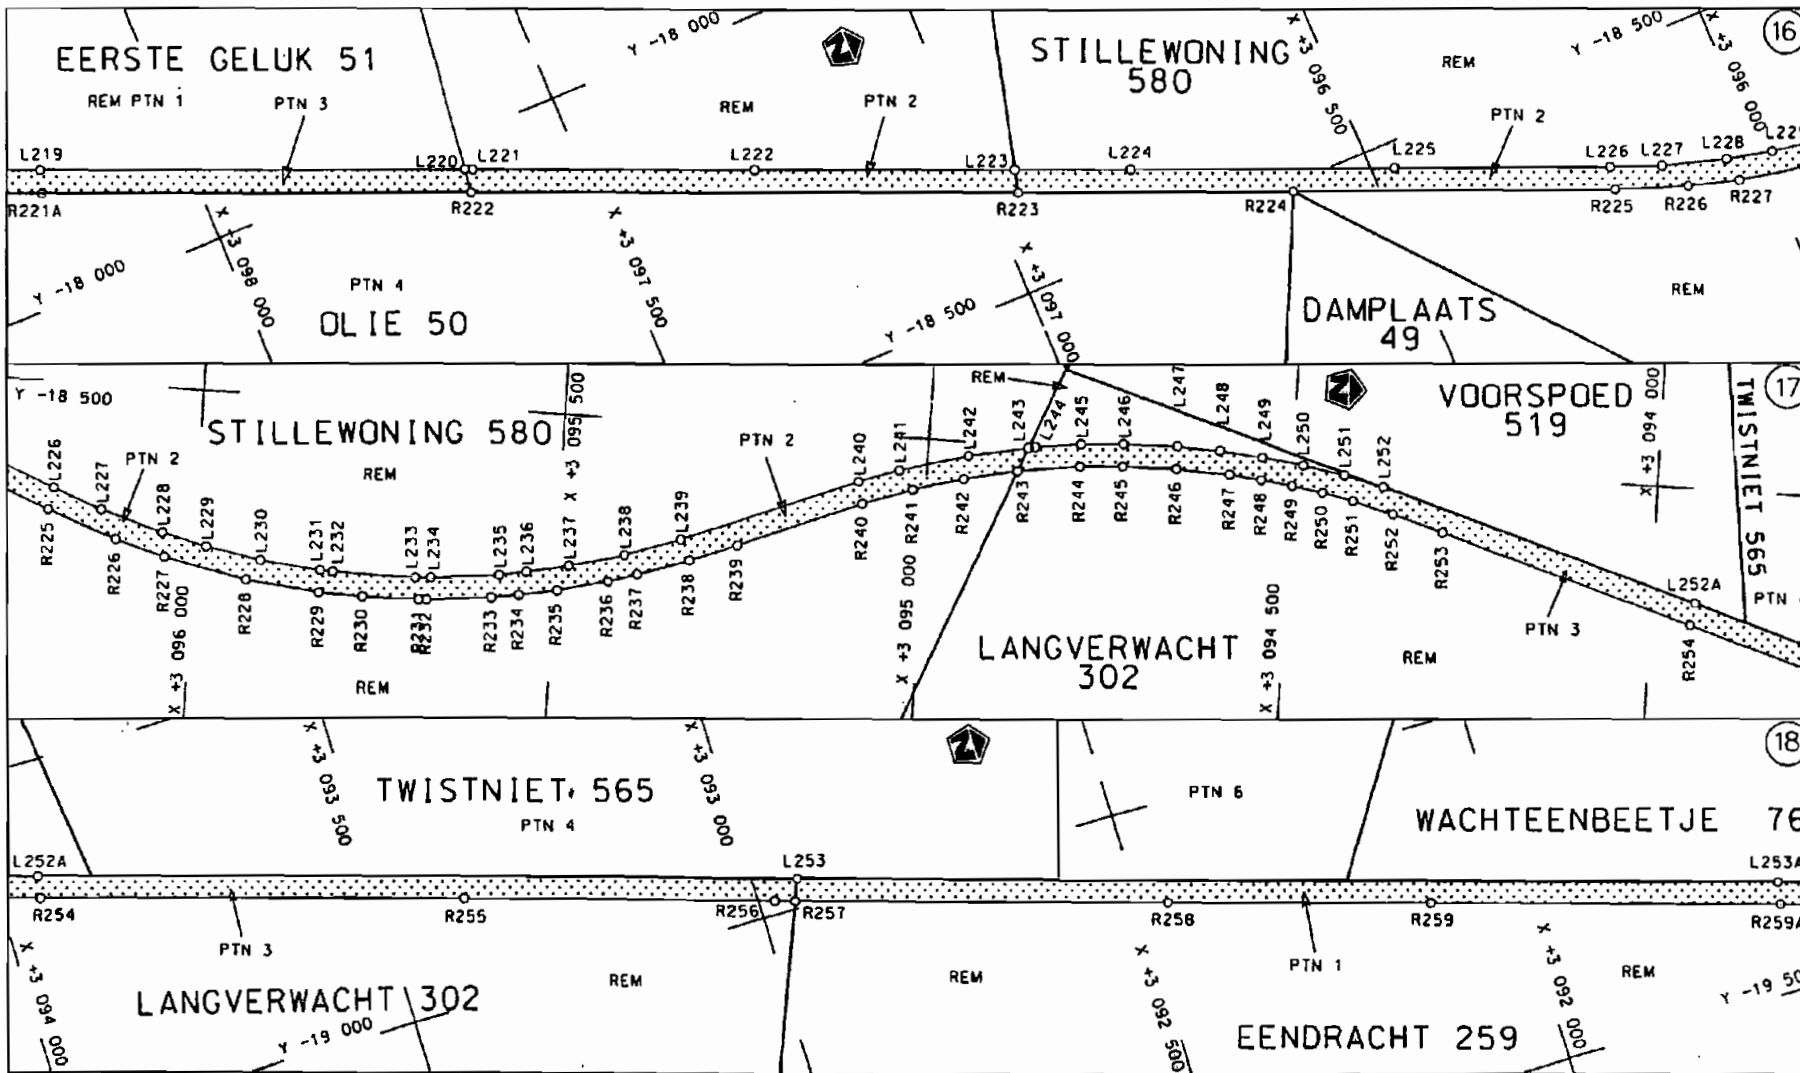 EERSTE GELUK 51
REM PTN 1
PTN 3
Y -18 000
REM
PTN 2
STILLEWONING
580
X +3 096 500
REM
PTN 2
Y -18 500
X +3 096 000
16
L219
L220
L221
L222
L223
L224
L225
L226
L227
L228
L229
R221A
R222
R223
R224
R225
R226
R227
Y -18 000
X +3 098 000
PTN 4
OLIE 50
X +3 097 500
Y -18 500
X +3 097 000
DAMPLAATS
49
REM
Y -18 500
STILLEWONING 580
REM
PTN 2
X +3 095 500
PTN 2
REM
VOORSPOED
519
X +3 094 000
TWISTNIET 565
17
L226
L227
L228
L229
L230
L231
L232
L233
L234
L235
L236
L237
L238
L239
L240
L241
L242
L243
L244
L245
L246
L247
L248
L249
L250
L251
L252
L252A
PTN
R225
R226
R227
R228
R229
R230
R231
R232
R233
R234
R235
R236
R237
R238
R239
R240
R241
R242
R243
R244
R245
R246
R247
R248
R249
R250
R251
R252
R253
R254
X +3 096 000
REM
X +3 095 000
LANGVERWACHT
302
X +3 094 500
REM
PTN 3
X +3 093 500
TWISTNIET 565
PTN 4
X +3 093 000
PTN 6
WACHTEENBEETJE 76
18
L252A
L253
L253A
R254
R255
R256
R257
R258
R259
R259A
X +3 094 000
PTN 3
LANGVERWACHT 302
Y -19 000
REM
REM
X +3 092 500
PTN 1
EENDRACHT 259
X +3 092 000
REM
Y -19 50